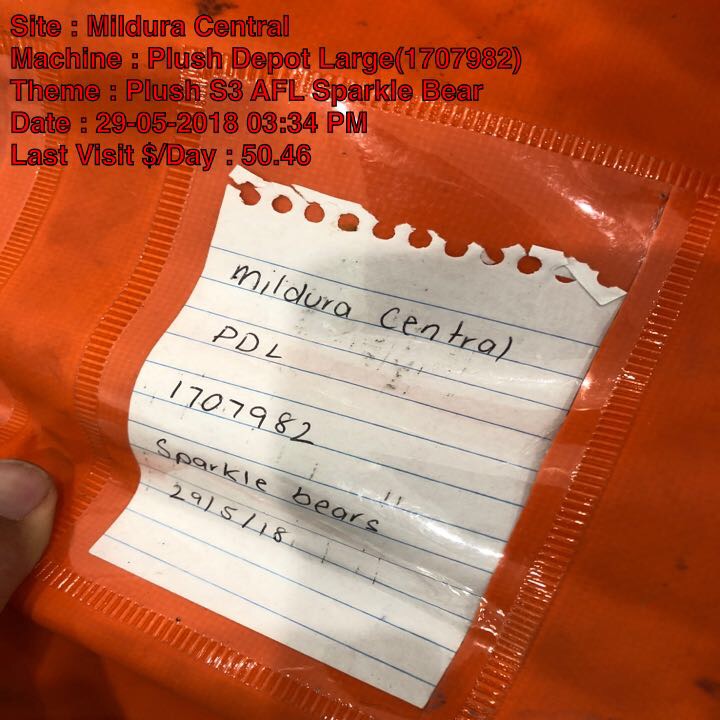 Site : Mildura Central
Machine : Plush Depot Large(1707982)
Theme : Plush S3 AFL Sparkle Bear
Date : 29-05-2018 03:34 PM
Last Visit $/Day : 50.46
Mildura Central
PDL
1707982
Sparkle bears
29/5/18